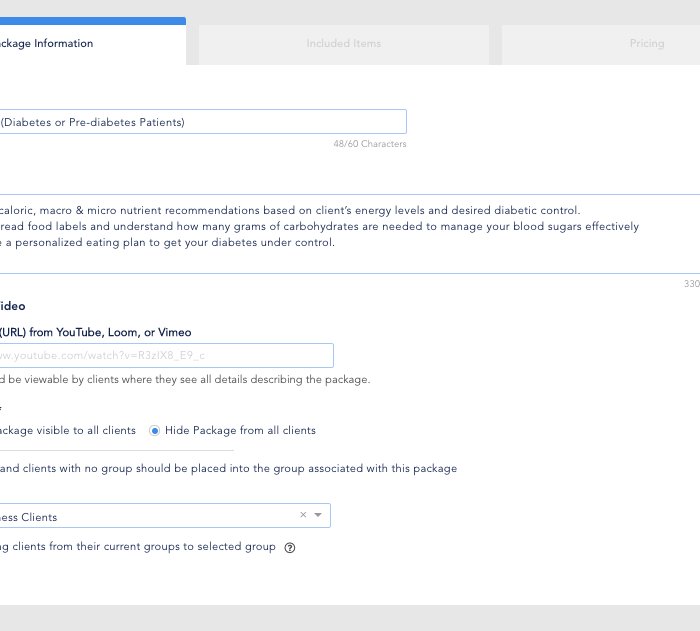 ckage Information
Included Items
Pricing
(Diabetes or Pre-diabetes Patients)
48/60 Characters
caloric, macro & micro nutrient recommendations based on client’s energy levels and desired diabetic control.
read food labels and understand how many grams of carbohydrates are needed to manage your blood sugars effectively
e a personalized eating plan to get your diabetes under control.
330
ideo
(URL) from YouTube, Loom, or Vimeo
ww.youtube.com/watch?v=R3zIX8_E9_c
d be viewable by clients where they see all details describing the package.
*
ackage visible to all clients
Hide Package from all clients
and clients with no group should be placed into the group associated with this package
ess Clients
g clients from their current groups to selected group